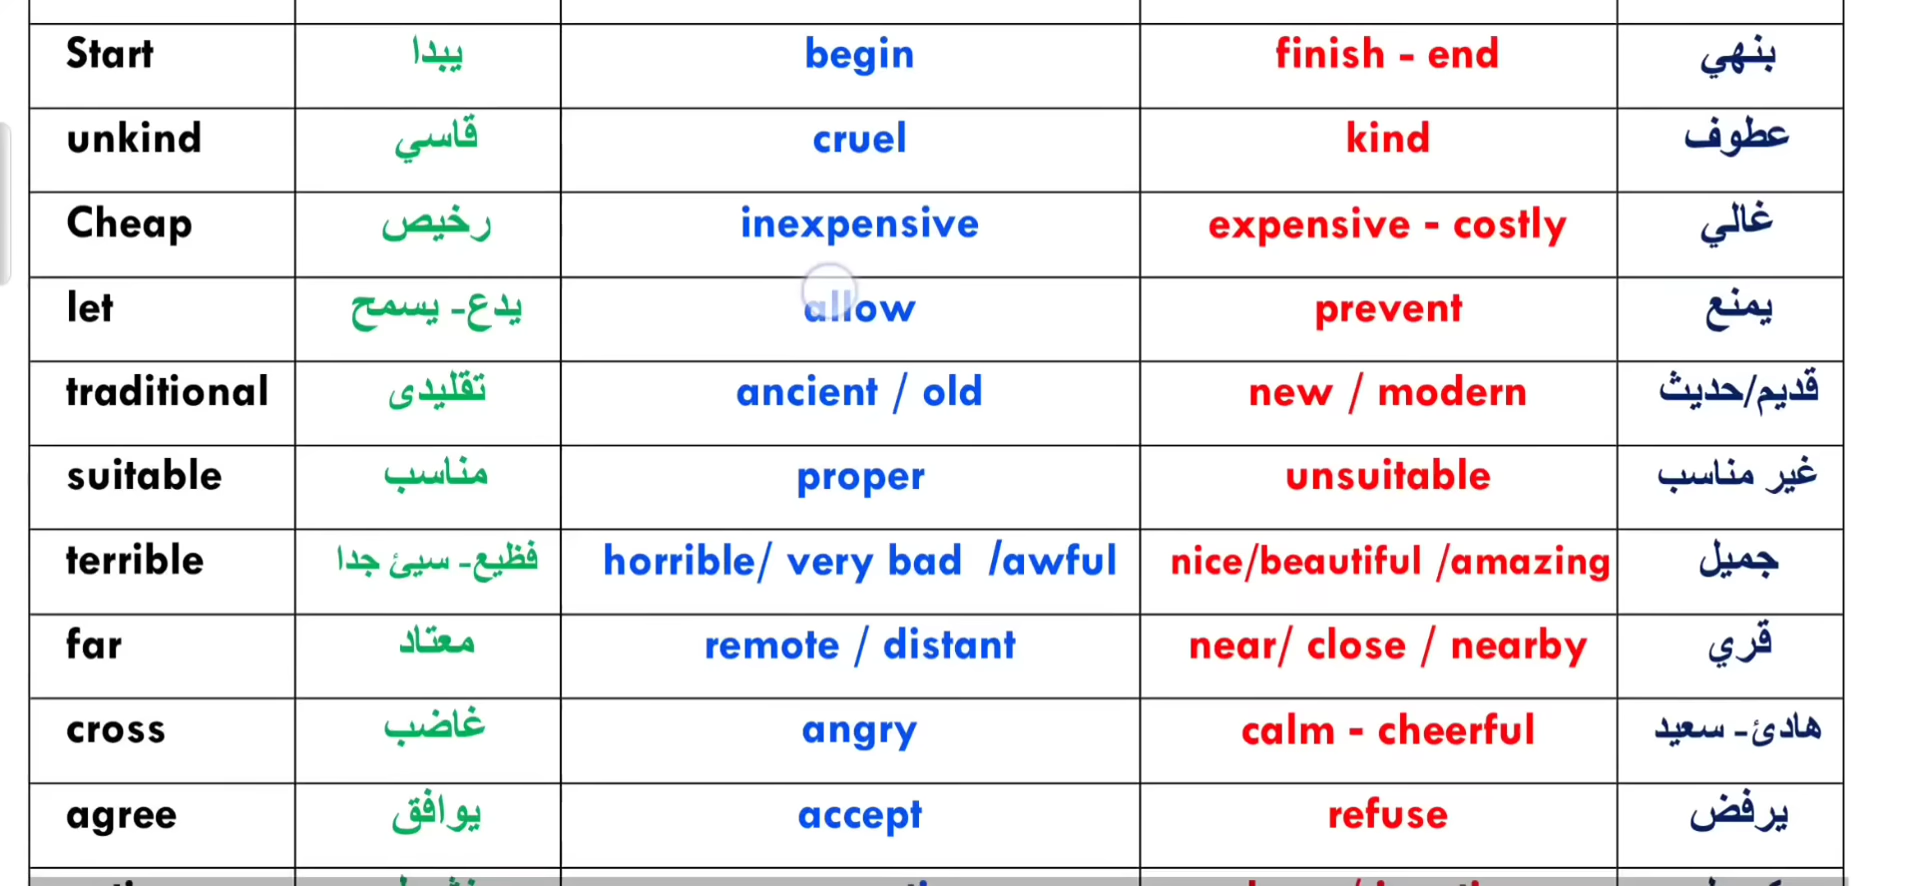 Start يبدا begin finish - end بنهي
unkind قاسي cruel kind عطوف
Cheap رخيص inexpensive expensive - costly غالي
let يدع- يسمح allow prevent يمنع
traditional تقليدى ancient / old new / modern قديم/حديث
suitable مناسب proper unsuitable غير مناسب
terrible فظيع- سيئ جدا horrible/ very bad /awful nice/beautiful /amazing جميل
far معتاد remote / distant near/ close / nearby قري
cross غاضب angry calm - cheerful هادئ- سعيد
agree يوافق accept refuse يرفض